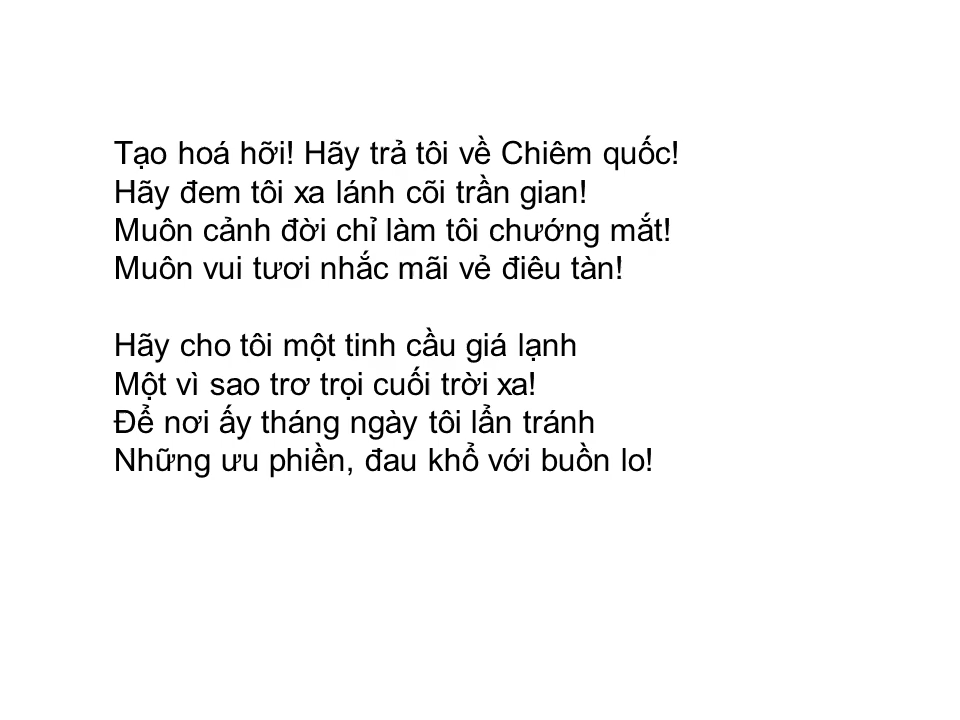 Tạo hoá hỡi! Hãy trả tôi về Chiêm quốc!
Hãy đem tôi xa lánh cõi trần gian!
Muôn cảnh đời chỉ làm tôi chướng mắt!
Muôn vui tươi nhắc mãi vẻ điêu tàn!

Hãy cho tôi một tinh cầu giá lạnh
Một vì sao trơ trọi cuối trời xa!
Để nơi ấy tháng ngày tôi lẩn tránh
Những ưu phiền, đau khổ với buồn lo!